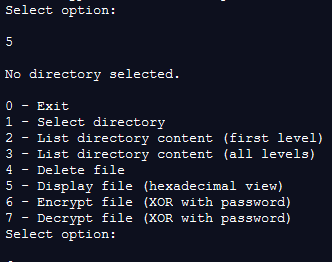 Select option:
5
No directory selected.
0 - Exit
1 - Select directory
2 - List directory content (first level)
3 - List directory content (all levels)
4 - Delete file
5 - Display file (hexadecimal view)
6 - Encrypt file (XOR with password)
7 - Decrypt file (XOR with password)
Select option: